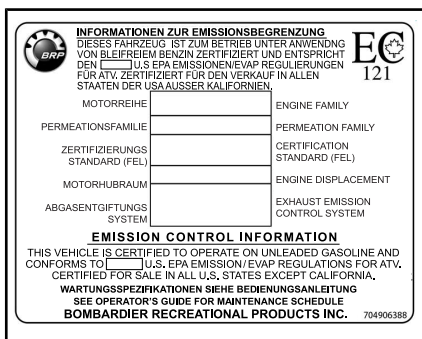 INFORMATIONEN ZUR EMISSIONSBEGRENZUNG
DIESES FAHRZEUG IST ZUM BETRIEB UNTER ANWENDNG
VON BLEIFREIEM BENZIN ZERTIFIZIERT UND ENTSPRICHT
DEN U.S EPA EMISSIONEN/EVAP REGULIERUNGEN
FÜR ATV. ZERTIFIZIERT FÜR DEN VERKAUF IN ALLEN
STAATEN DER USA AUSSER KALIFORNIEN.
BRP
EC
121
MOTORREIHE
ENGINE FAMILY
PERMEATIONSFAMILIE
PERMEATION FAMILY
ZERTIFIZIERUNGS
STANDARD (FEL)
CERTIFICATION
STANDARD (FEL)
MOTORHUBRAUM
ENGINE DISPLACEMENT
ABGASENTGIFTUNGS
SYSTEM
EXHAUST EMISSION
CONTROL SYSTEM
EMISSION CONTROL INFORMATION
THIS VEHICLE IS CERTIFIED TO OPERATE ON UNLEADED GASOLINE AND
CONFORMS TO U.S. EPA EMISSION/EVAP REGULATIONS FOR ATV.
CERTIFIED FOR SALE IN ALL U.S. STATES EXCEPT CALIFORNIA.
WARTUNGSSPEZIFIKATIONEN SIEHE BEDIENUNGSANLEITUNG
SEE OPERATOR'S GUIDE FOR MAINTENANCE SCHEDULE
BOMBARDIER RECREATIONAL PRODUCTS INC. 704906388